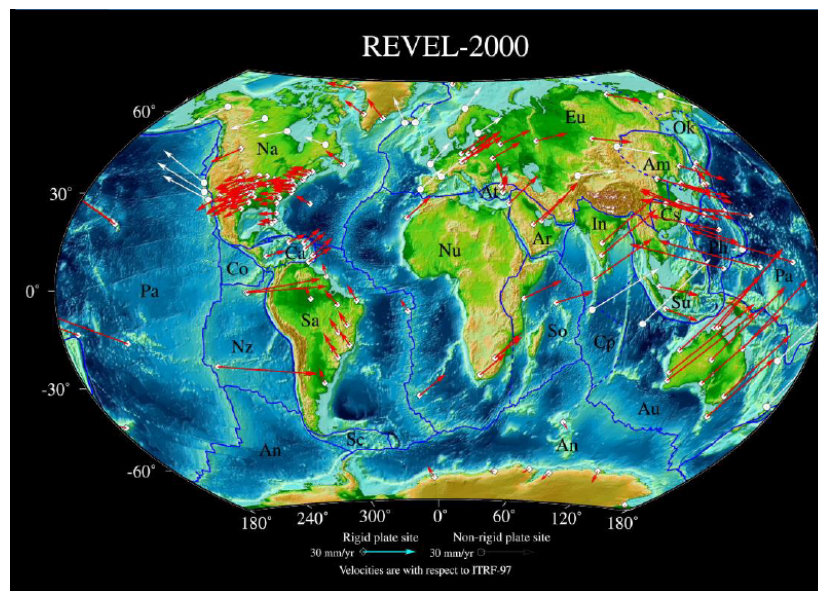 REVEL-2000
60°
Eu
Ok
Na
Am
30°
At
Cs
In
Ca
Nu
Ar
Ph
Co
Pa
Pa
0°
Su
Sa
So
Nz
Cp
-30°
Au
An
Sc
An
-60°
180° 240° 300° 0° 60° 120° 180°
Rigid plate site Non-rigid plate site
30 mm/yr 30 mm/yr
Velocities are with respect to ITRF-97